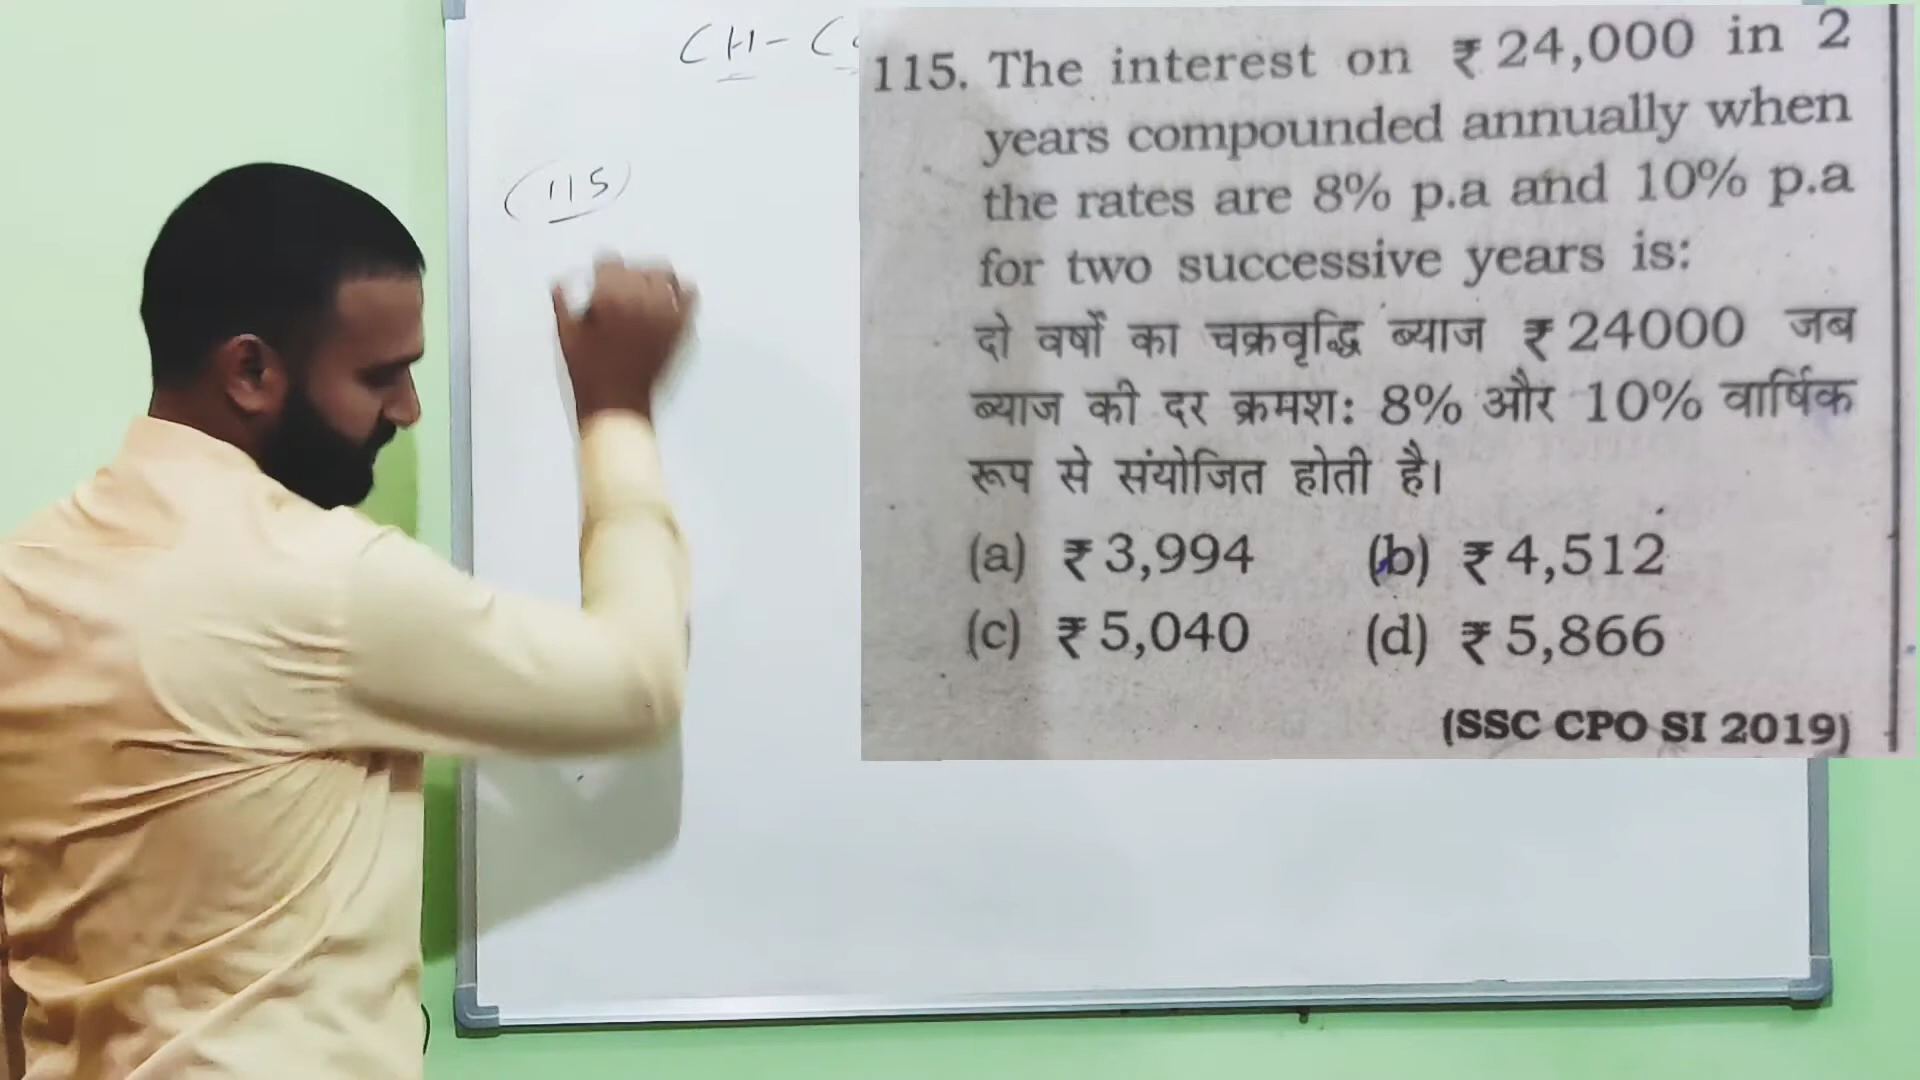 CH-
115
115. The interest on ₹ 24,000 in 2
years compounded annually when
the rates are 8% p.a and 10% p.a
for two successive years is:
दो वर्षों का चक्रवृद्धि ब्याज ₹ 24000 जब
ब्याज की दर क्रमश: 8% और 10% वार्षिक
रूप से संयोजित होती है।
(a) ₹ 3,994 (b) ₹ 4,512
(c) ₹ 5,040 (d) ₹ 5,866
(SSC CPO SI 2019)